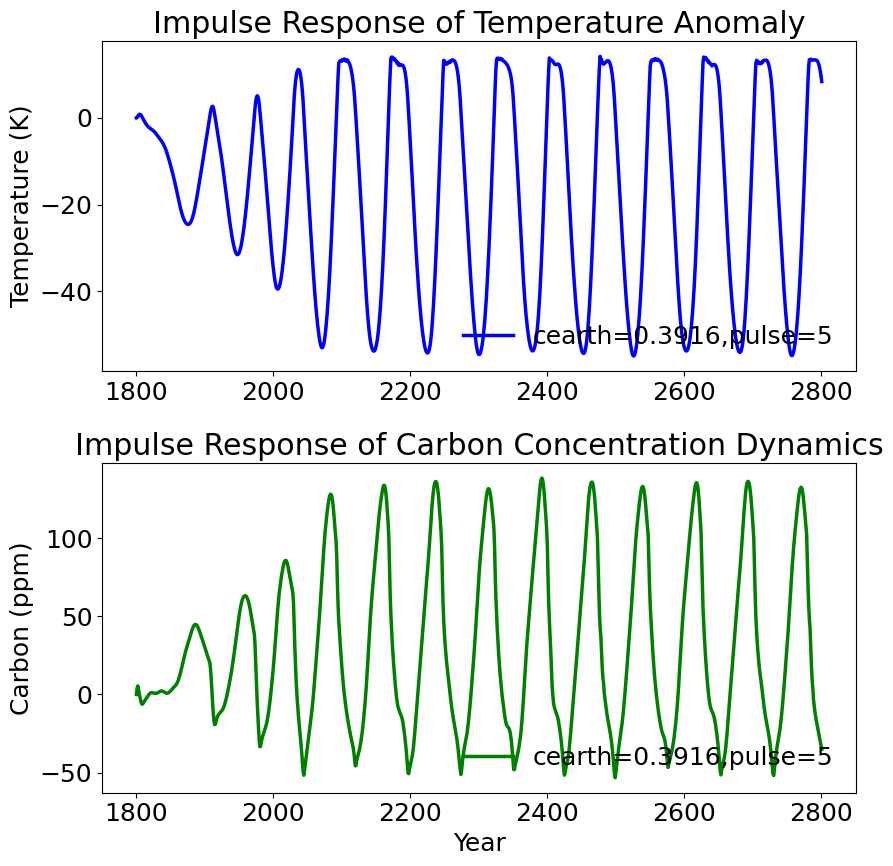 Impulse Response of Temperature Anomaly
Temperature (K)
0
−20
−40
cearth=0.3916,pulse=5
1800 2000 2200 2400 2600 2800
Impulse Response of Carbon Concentration Dynamics
Carbon (ppm)
100
50
0
−50
cearth=0.3916,pulse=5
1800 2000 2200 2400 2600 2800
Year